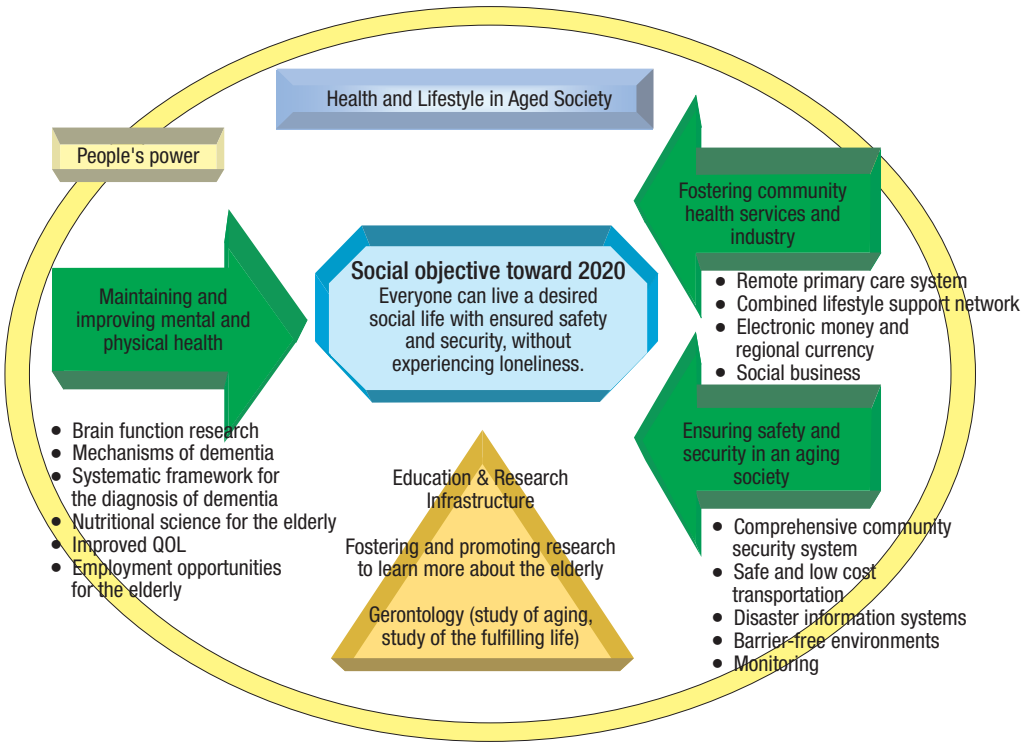 Health and Lifestyle in Aged Society
People's power
Maintaining and
improving mental and
physical health
• Brain function research
• Mechanisms of dementia
• Systematic framework for
the diagnosis of dementia
• Nutritional science for the elderly
• Improved QOL
• Employment opportunities
for the elderly
Social objective toward 2020
Everyone can live a desired
social life with ensured safety
and security, without
experiencing loneliness.
Education & Research
Infrastructure
Fostering and promoting research
to learn more about the elderly
Gerontology (study of aging,
study of the fulfilling life)
Fostering community
health services and
industry
• Remote primary care system
• Combined lifestyle support network
• Electronic money and
regional currency
• Social business
Ensuring safety and
security in an aging
society
• Comprehensive community
security system
• Safe and low cost
transportation
• Disaster information systems
• Barrier-free environments
• Monitoring